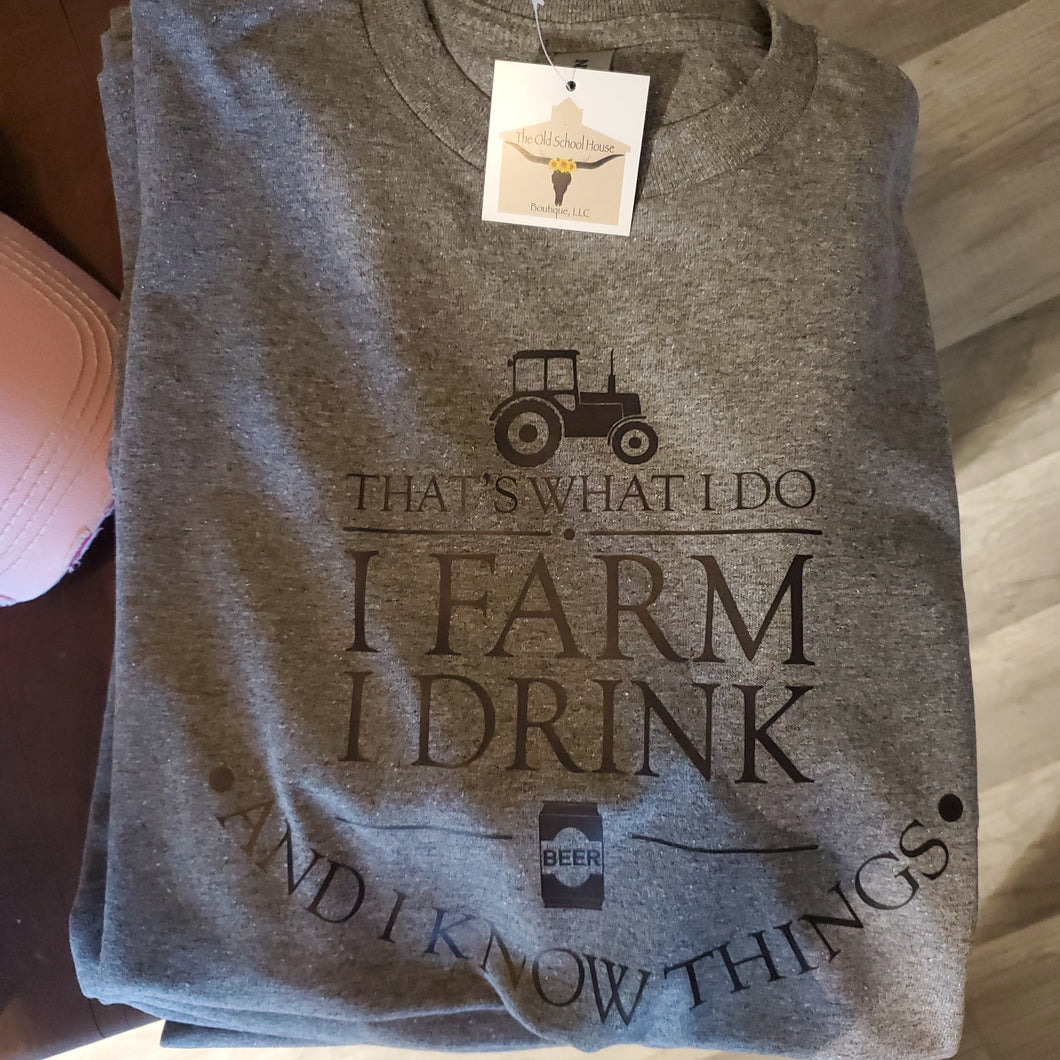 The Old School House
Boutique, LLC
THAT'S WHAT I DO
I FARM
I DRINK
BEER
• AND I KNOW THINGS •